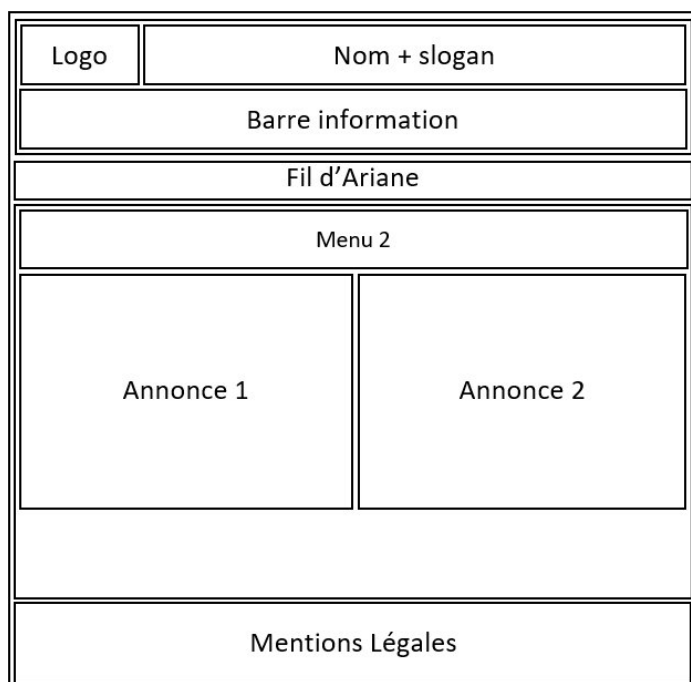 Logo
Nom + slogan
Barre information
Fil d’Ariane
Menu 2
Annonce 1
Annonce 2
Mentions Légales